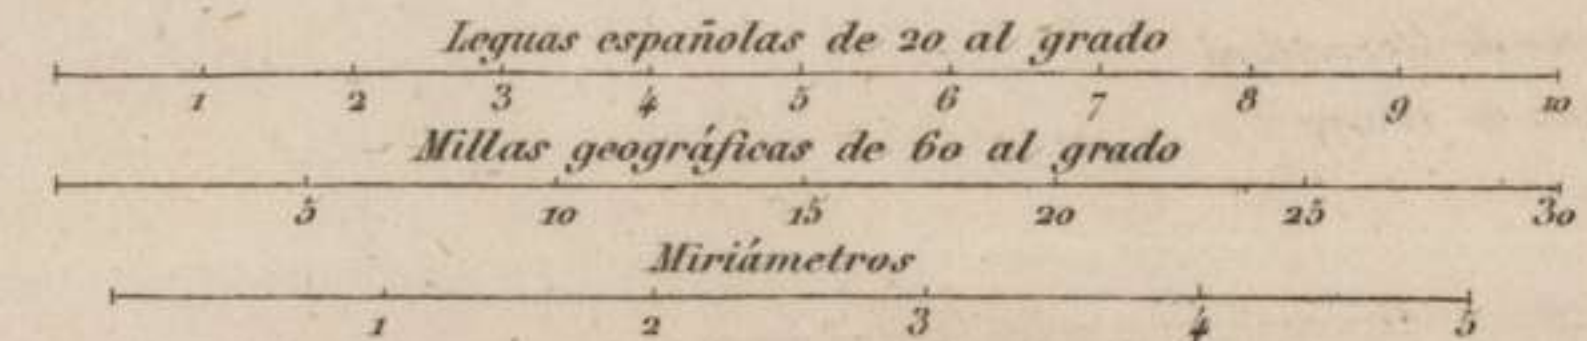 Leguas españolas de 20 al grado
1 2 3 4 5 6 7 8 9 10
Millas geográficas de 60 al grado
5 10 15 20 25 30
Miriámetros
1 2 3 4 5